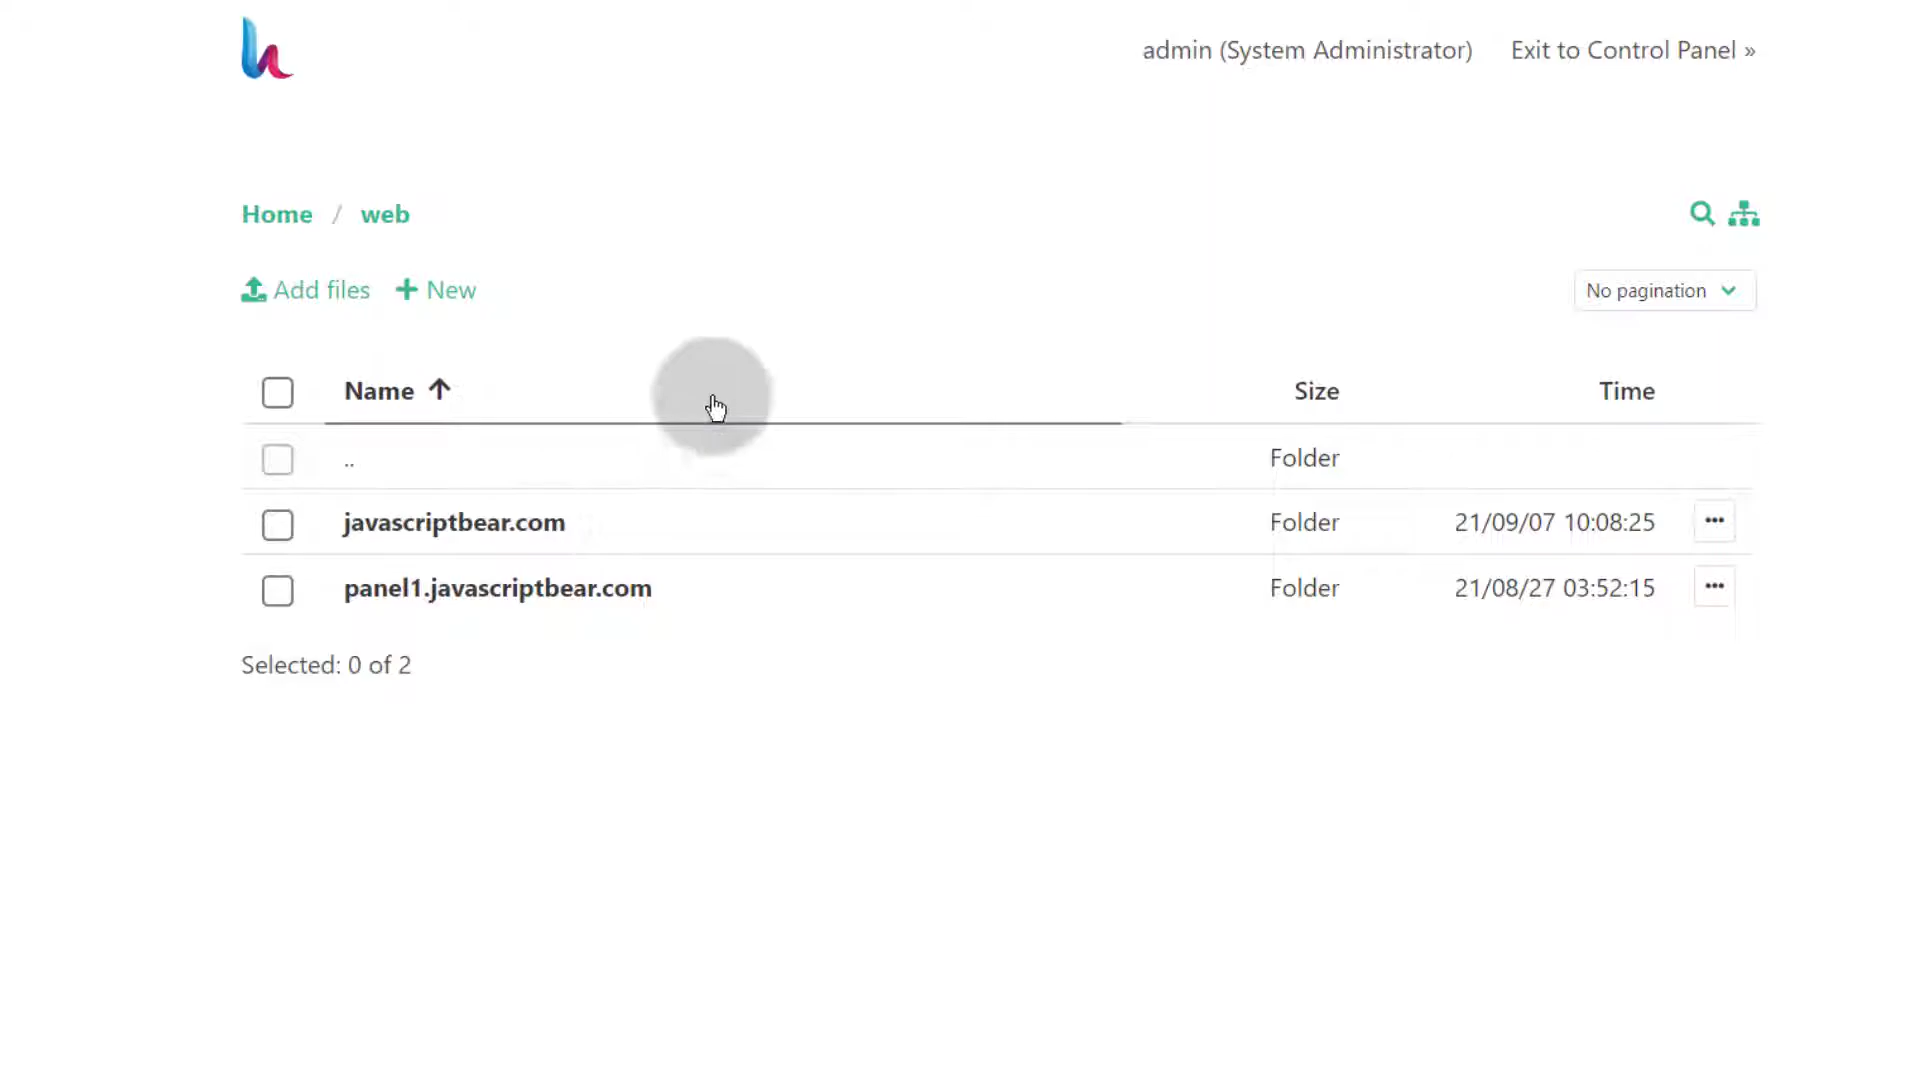 admin (System Administrator) Exit to Control Panel »
Home / web
Add files + New No pagination
Name Size Time
.. Folder
javascriptbear.com Folder 21/09/07 10:08:25 •••
panel1.javascriptbear.com Folder 21/08/27 03:52:15 •••
Selected: 0 of 2